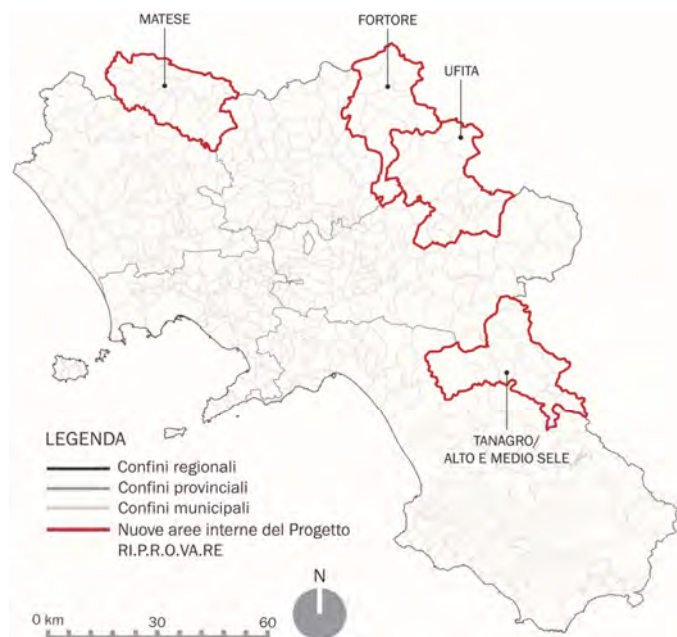 MATESE
FORTORE
UFITA
TANAGRO/
ALTO E MEDIO SELE
LEGENDA
Confini regionali
Confini provinciali
Confini municipali
Nuove aree interne del Progetto
RI.P.R.O.VA.RE
N
0 km 30 60